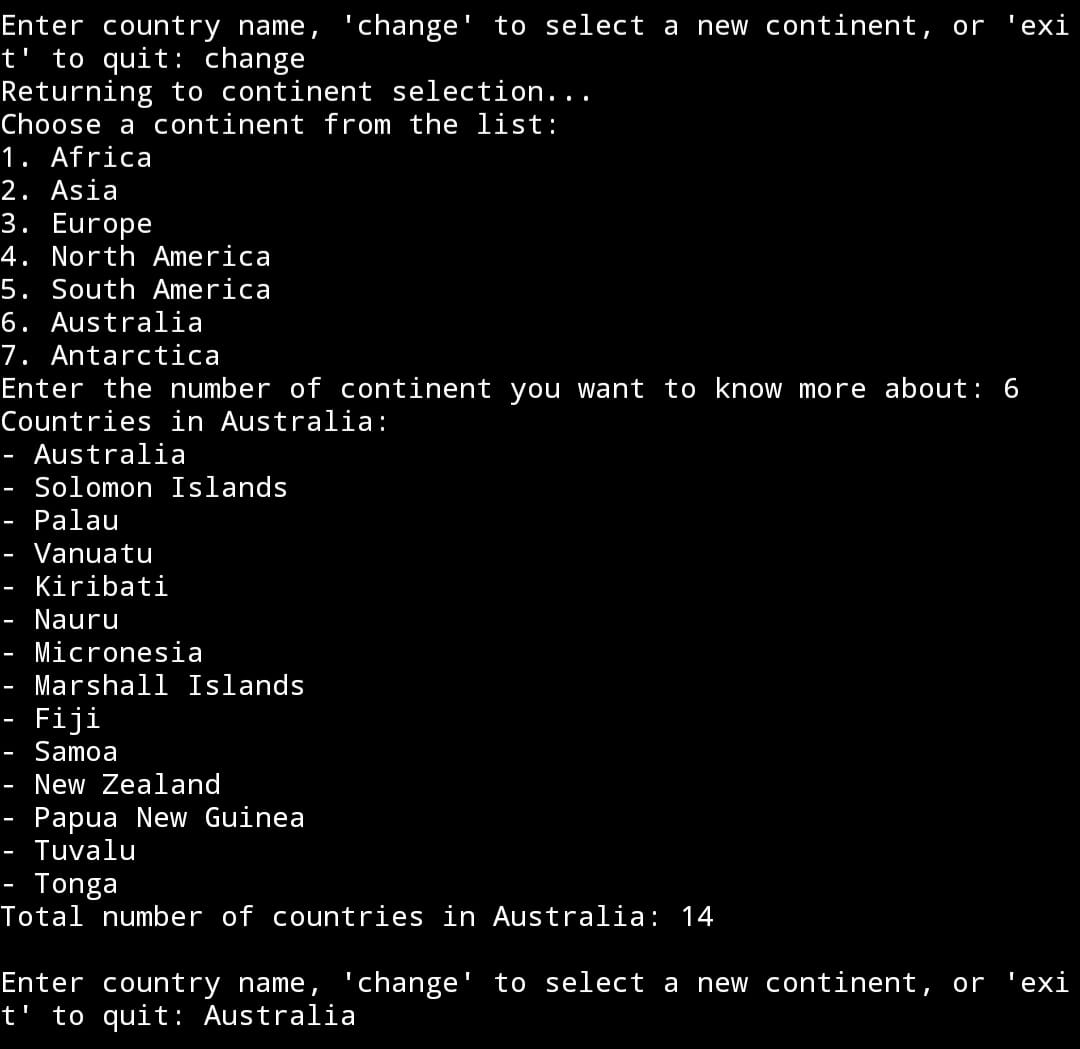 Enter country name, 'change' to select a new continent, or 'exi
t' to quit: change
Returning to continent selection...
Choose a continent from the list:
1. Africa
2. Asia
3. Europe
4. North America
5. South America
6. Australia
7. Antarctica
Enter the number of continent you want to know more about: 6
Countries in Australia:
- Australia
- Solomon Islands
- Palau
- Vanuatu
- Kiribati
- Nauru
- Micronesia
- Marshall Islands
- Fiji
- Samoa
- New Zealand
- Papua New Guinea
- Tuvalu
- Tonga
Total number of countries in Australia: 14
Enter country name, 'change' to select a new continent, or 'exi
t' to quit: Australia